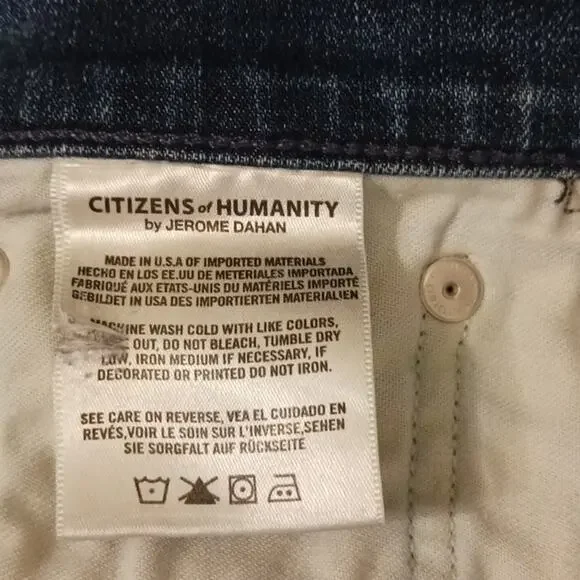 CITIZENS of HUMANITY
by JEROME DAHAN
MADE IN U.S.A OF IMPORTED MATERIALS
HECHO EN LOS EE.UU DE METERIALES IMPORTADA
FABRIQUÉ AUX ETATS-UNIS DU MATÉRIELS IMPORTÉ
GEBILDET IN USA DES IMPORTIERTEN MATERIALIEN
MACHINE WASH COLD WITH LIKE COLORS,
OUT, DO NOT BLEACH, TUMBLE DRY
LOW, IRON MEDIUM IF NECESSARY, IF
DECORATED OR PRINTED DO NOT IRON.
SEE CARE ON REVERSE, VEA EL CUIDADO EN
REVÉS,VOIR LE SOIN SUR L'INVERSE,SEHEN
SIE SORGFALT AUF RÜCKSEITE